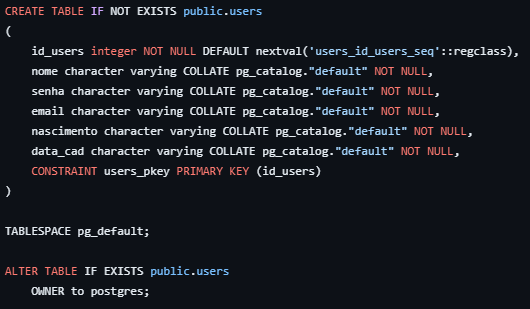 CREATE TABLE IF NOT EXISTS public.users
(
    id_users integer NOT NULL DEFAULT nextval('users_id_users_seq'::regclass),
    nome character varying COLLATE pg_catalog."default" NOT NULL,
    senha character varying COLLATE pg_catalog."default" NOT NULL,
    email character varying COLLATE pg_catalog."default" NOT NULL,
    nascimento character varying COLLATE pg_catalog."default" NOT NULL,
    data_cad character varying COLLATE pg_catalog."default" NOT NULL,
    CONSTRAINT users_pkey PRIMARY KEY (id_users)
)

TABLESPACE pg_default;

ALTER TABLE IF EXISTS public.users
    OWNER to postgres;